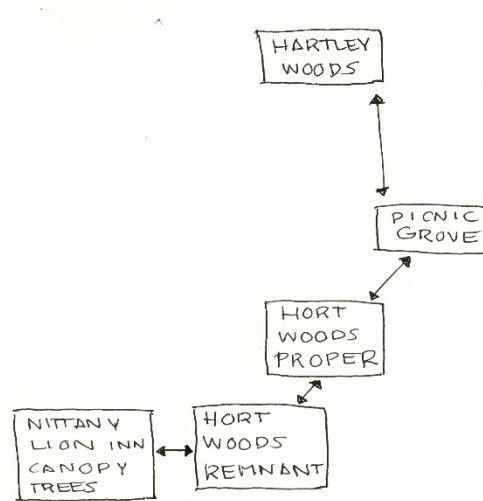 HARTLEY
WOODS
PICNIC
GROVE
HORT
WOODS
PROPER
NITTANY
LION INN
CANOPY
TREES
HORT
WOODS
REMNANT